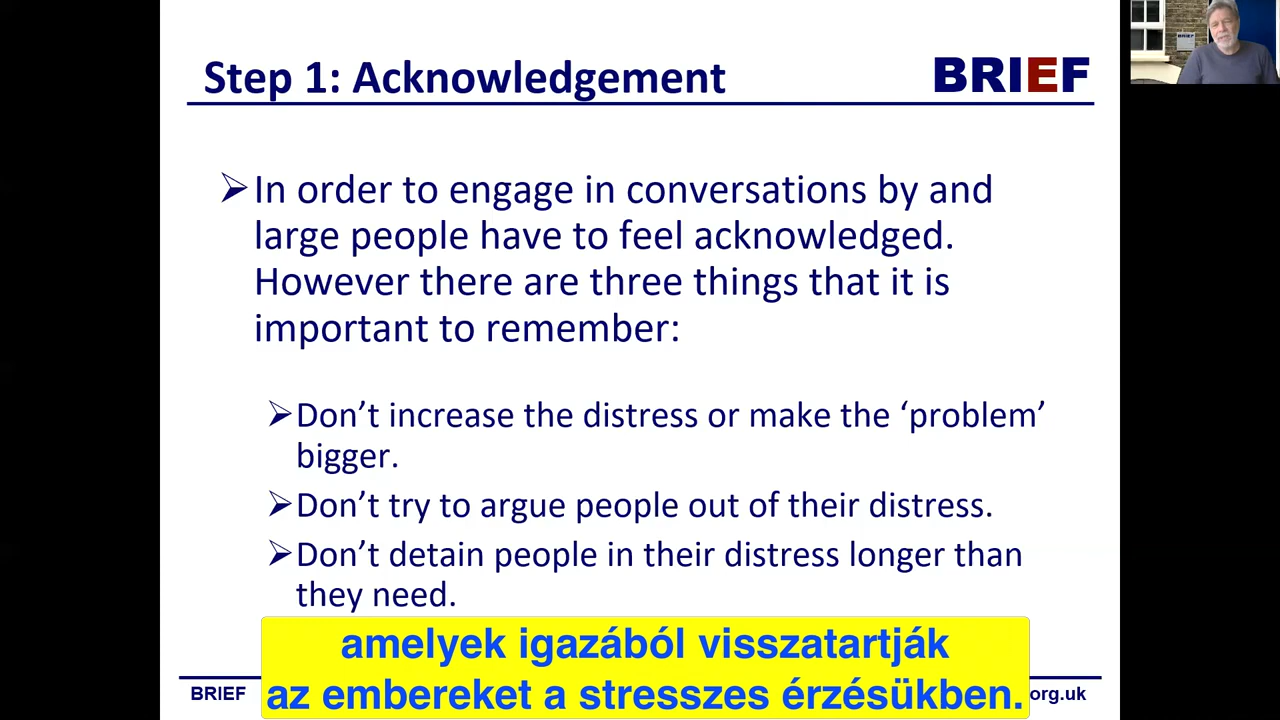 Step 1: Acknowledgement
BRIEF
BRIEF
➢In order to engage in conversations by and
large people have to feel acknowledged.
However there are three things that it is
important to remember:
➢Don’t increase the distress or make the ‘problem’
bigger.
➢Don’t try to argue people out of their distress.
➢Don’t detain people in their distress longer than
they need.
amelyek igazából visszatartják
az embereket a stresszes érzésükben.
BRIEF
org.uk